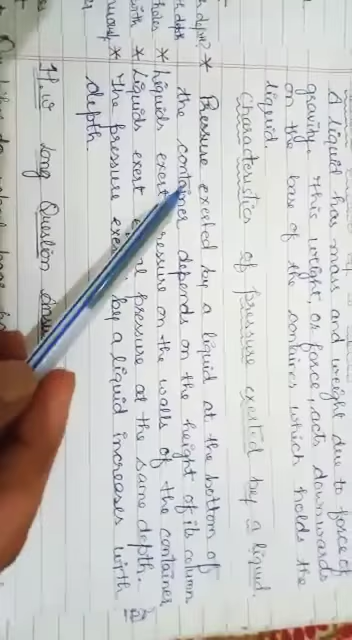 A liquid has mass and weight due to force of
gravity. This weight, or force, acts downwards
on the base of the container which holds the
liquid
Characteristics of pressure exerted by a liquid.
* Pressure exerted by a liquid at the bottom of
the container depends on the height of its column
* Liquids exert pressure on the walls of the container
* Liquids exert equal pressure at the same depth.
* The pressure exerted by a liquid increases with
depth
H.W Long Question